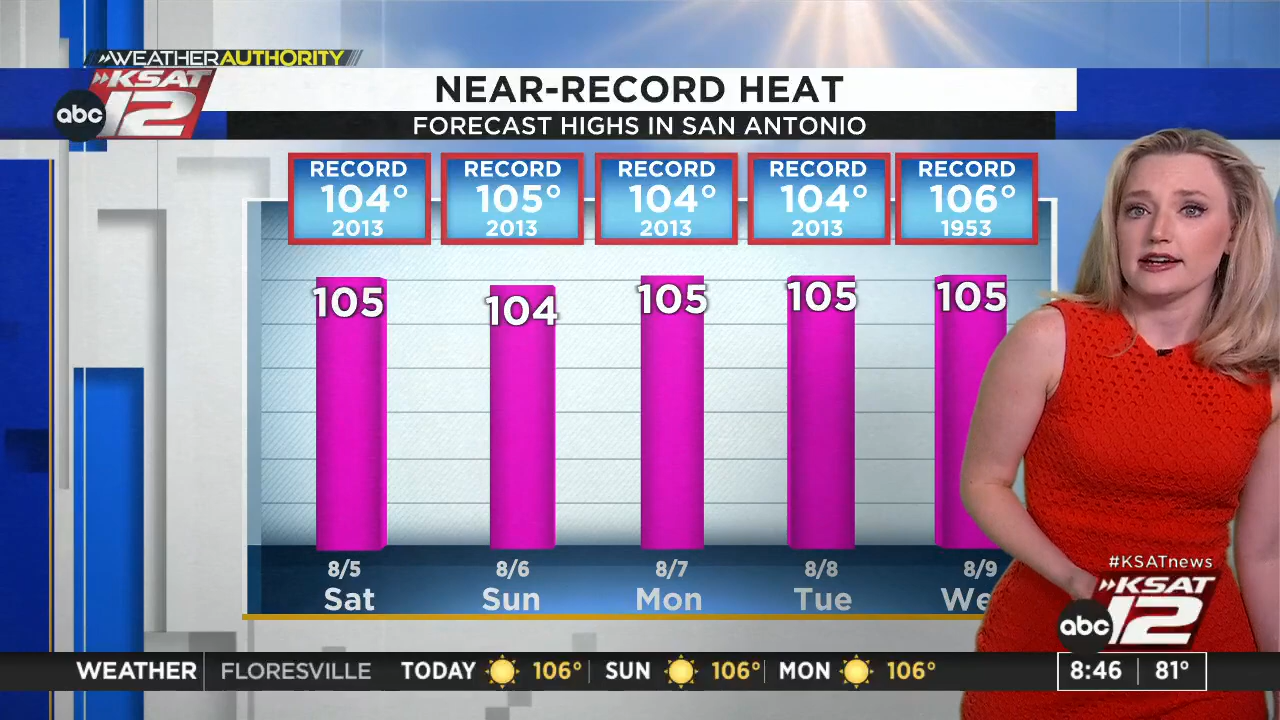 WEATHERAUTHORITY
KSAT
abc 12
NEAR-RECORD HEAT
FORECAST HIGHS IN SAN ANTONIO
RECORD RECORD RECORD RECORD RECORD
104° 105° 104° 104° 106°
2013 2013 2013 2013 1953
105 104 105 105 105
8/5 8/6 8/7 8/8 8/9
Sat Sun Mon Tue We
#KSATnews
KSAT
abc 12
WEATHER FLORESVILLE TODAY 106° SUN 106° MON 106° 8:46 81°